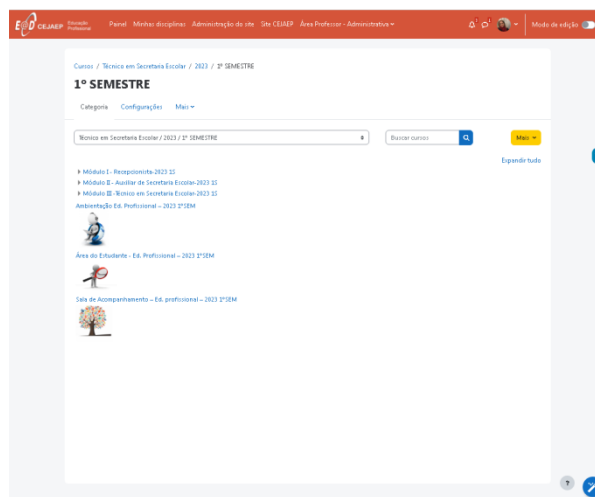 EaD CEJAEP Educação Profissional Painel Minhas disciplinas Administração do site Site CEJAEP Área Professor - Administrativa Modo de edição
Cursos / Técnico em Secretaria Escolar / 2023 / 1º SEMESTRE
1º SEMESTRE
Categoria Configurações Mais
Técnico em Secretaria Escolar / 2023 / 1º SEMESTRE Buscar cursos Mais
Expandir tudo
Módulo I - Recepcionista-2023 1S
Módulo II - Auxiliar de Secretaria Escolar-2023 1S
Módulo III -Técnico em Secretaria Escolar-2023 1S
Ambientação Ed. Profissional – 2023 1ºSEM
Área do Estudante - Ed. Profissional – 2023 1ºSEM
Sala de Acompanhamento – Ed. profissional – 2023 1ºSEM
?